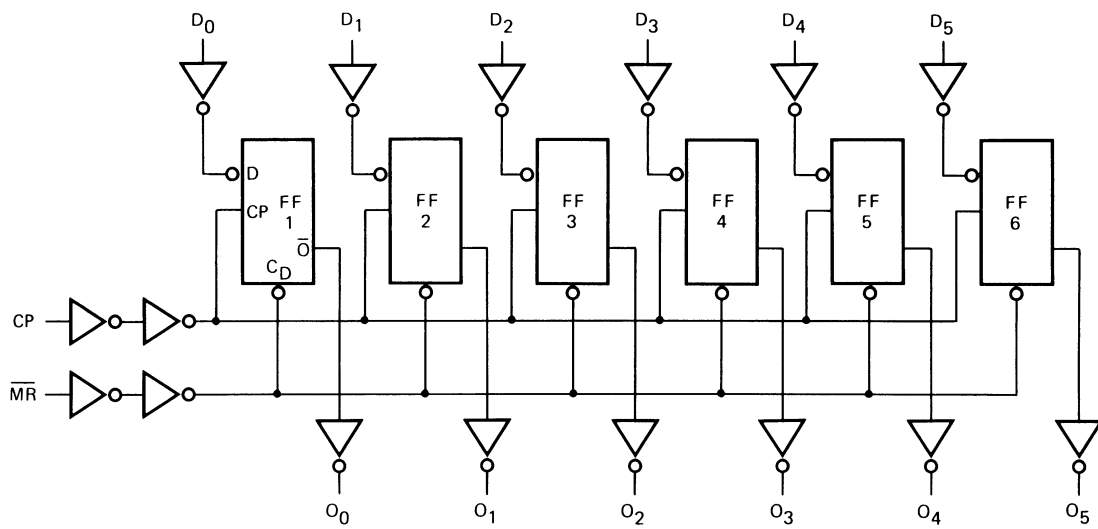 D0 D1 D2 D3 D4 D5
D
CP
FF
1
O̅
CD
FF
2
FF
3
FF
4
FF
5
FF
6
CP
M̅R̅
O0 O1 O2 O3 O4 O5